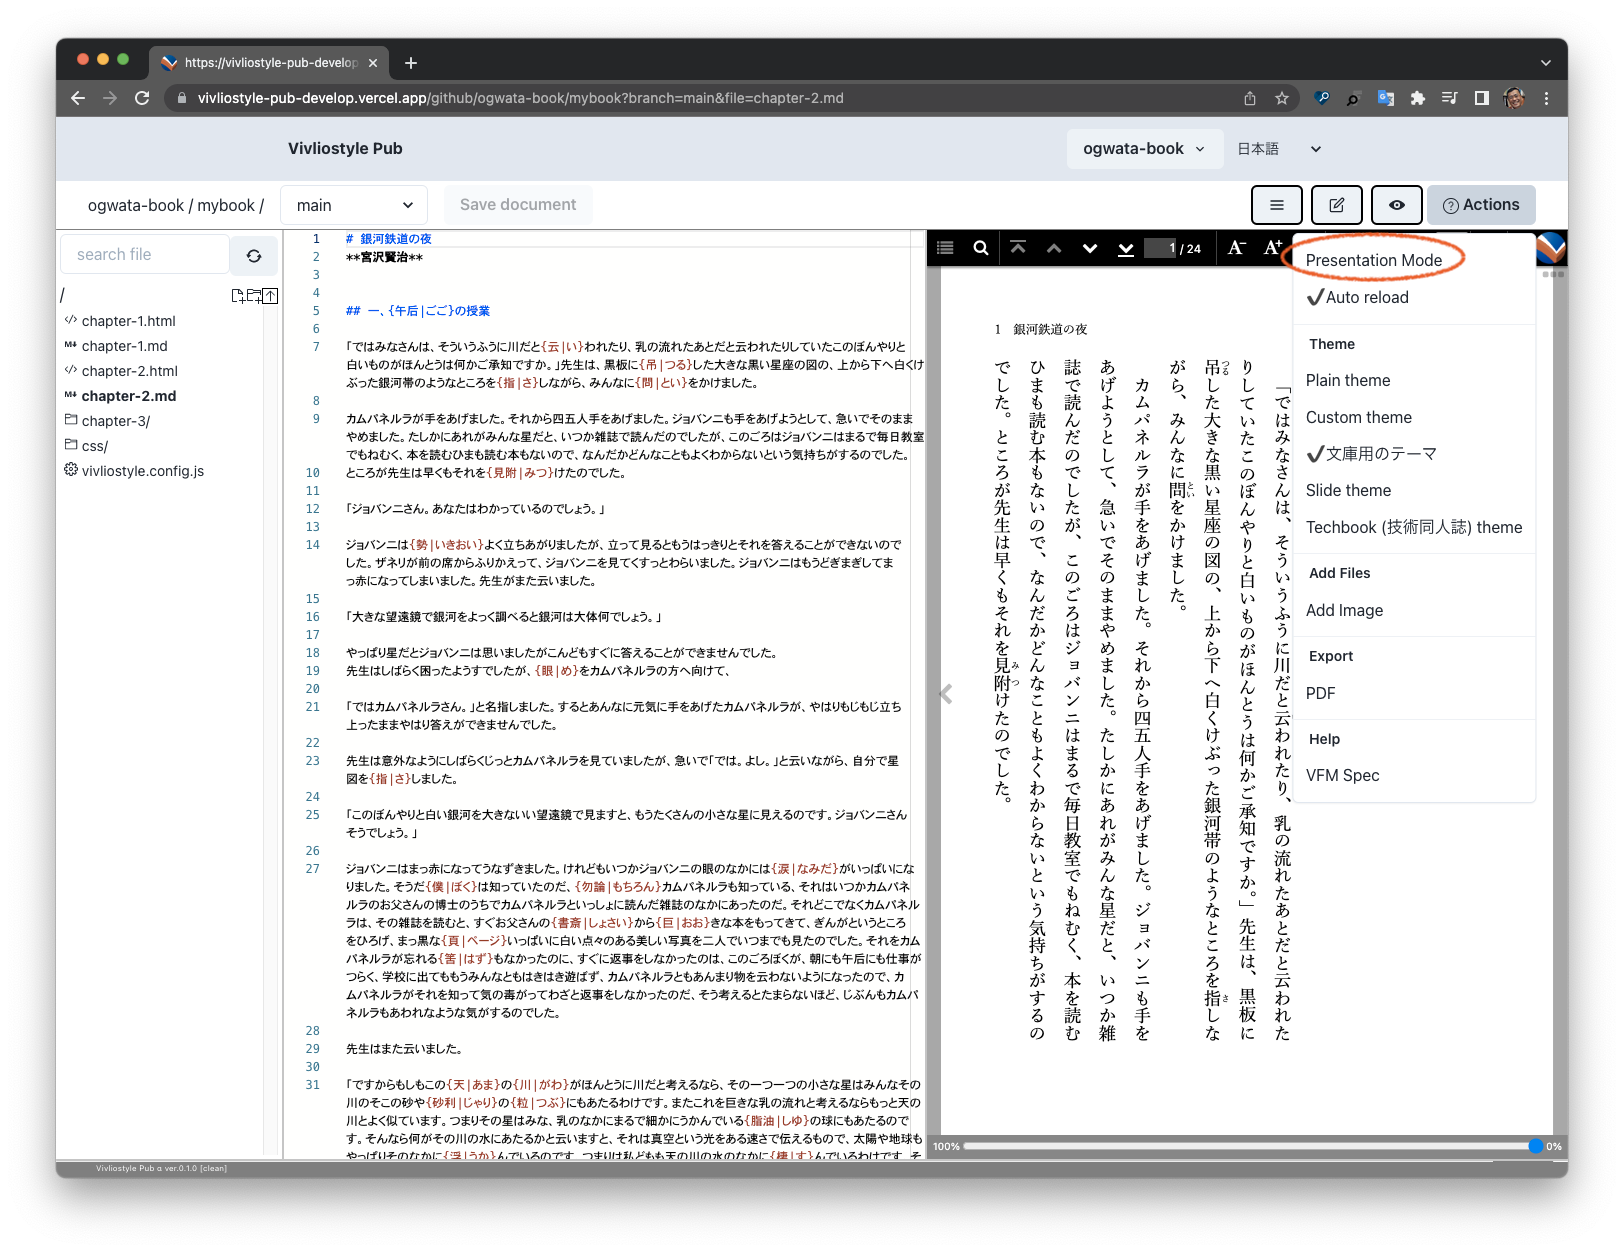 https://vivliostyle-pub-develop
vivliostyle-pub-develop.vercel.app/github/ogwata-book/mybook?branch=main&file=chapter-2.md
Vivliostyle Pub
ogwata-book
日本語
ogwata-book / mybook /
main
Save document
Actions
search file
/
chapter-1.html
chapter-1.md
chapter-2.html
chapter-2.md
chapter-3/
css/
vivliostyle.config.js
1 # 銀河鉄道の夜
2 **宮沢賢治**
3
4
5 ## 一、{午后|ごご}の授業
6
7 「ではみなさんは、そういうふうに川だと{云|い}われたり、乳の流れたあとだと云われたりしていたこのぼんやりと
白いものがほんとうは何かご承知ですか。」先生は、黒板に{吊|つる}した大きな黒い星座の図の、上から下へ白くけ
ぶった銀河帯のようなところを{指|さ}しながら、みんなに{問|とい}をかけました。
8
9 カムパネルラが手をあげました。それから四五人手をあげました。ジョバンニも手をあげようとして、急いでそのまま
やめました。たしかにあれがみんな星だと、いつか雑誌で読んだのでしたが、このごろはジョバンニはまるで毎日教室
でもねむく、本を読むひまも読む本もないので、なんだかどんなこともよくわからないという気持ちがするのでした。
10 ところが先生は早くもそれを{見附|みつ}けたのでした。
11
12 「ジョバンニさん。あなたはわかっているのでしょう。」
13
14 ジョバンニは{勢|いきおい}よく立ちあがりましたが、立って見るともうはっきりとそれを答えることができないので
した。ザネリが前の席からふりかえって、ジョバンニを見てくすっとわらいました。ジョバンニはもうどぎまぎしてま
っ赤になってしまいました。先生がまた云いました。
15
16 「大きな望遠鏡で銀河をよっく調べると銀河は大体何でしょう。」
17
18 やっぱり星だとジョバンニは思いましたがこんどもすぐに答えることができませんでした。
19 先生はしばらく困ったようすでしたが、{眼|め}をカムパネルラの方へ向けて、
20
21 「ではカムパネルラさん。」と名指しました。するとあんなに元気に手をあげたカムパネルラが、やはりもじもじ立ち
上ったままやはり答えができませんでした。
22
23 先生は意外なようにしばらくじっとカムパネルラを見ていましたが、急いで「では。よし。」と云いながら、自分で星
図を{指|さ}しました。
24
25 「このぼんやりと白い銀河を大きないい望遠鏡で見ますと、もうたくさんの小さな星に見えるのです。ジョバンニさん
そうでしょう。」
26
27 ジョバンニはまっ赤になってうなずきました。けれどもいつかジョバンニの眼のなかには{涙|なみだ}がいっぱいにな
りました。そうだ{僕|ぼく}は知っていたのだ、{勿論|もちろん}カムパネルラも知っている、それはいつかカムパネ
ルラのお父さんの博士のうちでカムパネルラといっしょに読んだ雑誌のなかにあったのだ。それどこでなくカムパネル
ラは、その雑誌を読むと、すぐお父さんの{書斎|しょさい}から{巨|おお}きな本をもってきて、ぎんがというところ
をひろげ、まっ黒な{頁|ページ}いっぱいに白い点々のある美しい写真を二人でいつまでも見たのでした。それをカム
パネルラが忘れる{筈|はず}もなかったのに、すぐに返事をしなかったのは、このごろぼくが、朝にも午后にも仕事が
つらく、学校に出てももうみんなともはきはき遊ばず、カムパネルラともあんまり物を云わないようになったので、カ
ムパネルラがそれを知って気の毒がってわざと返事をしなかったのだ、そう考えるとたまらないほど、じぶんもカムパ
ネルラもあわれなような気がするのでした。
28
29 先生はまた云いました。
30
31 「ですからもしもこの{天|あま}の{川|がわ}がほんとうに川だと考えるなら、その一つ一つの小さな星はみんなその
川のそこの砂や{砂利|じゃり}の{粒|つぶ}にもあたるわけです。またこれを巨きな乳の流れと考えるならもっと天の
川とよく似ています。つまりその星はみな、乳のなかにまるで細かにうかんでいる{脂油|しゆ}の球にもあたるので
す。そんなら何がその川の水にあたるかと云いますと、それは真空という光をある速さで伝えるもので、太陽や地球も
やっぱりそのなかに{浮|うか}んでいるのです。つまりは私どもも天の川の水のなかに{棲|す}んでいるわけです。そ
1 / 24
A-
A+
1 銀河鉄道の夜
「ではみなさんは、そういうふうに川だと云われたり、乳の流れたあとだと云われた
りしていたこのぼんやりと白いものがほんとうは何かご承知ですか。」先生は、黒板に
吊つるした大きな黒い星座の図の、上から下へ白くけぶった銀河帯のようなところを指さしな
がら、みんなに問といをかけました。
カムパネルラが手をあげました。それから四五人手をあげました。ジョバンニも手を
あげようとして、急いでそのままやめました。たしかにあれがみんな星だと、いつか雑
誌で読んだのでしたが、このごろはジョバンニはまるで毎日教室でもねむく、本を読む
ひまも読む本もないので、なんだかどんなこともよくわからないという気持ちがするの
でした。ところが先生は早くもそれを見附みつけたのでした。
Presentation Mode
✔Auto reload
Theme
Plain theme
Custom theme
✔文庫用のテーマ
Slide theme
Techbook (技術同人誌) theme
Add Files
Add Image
Export
PDF
Help
VFM Spec
100%
0%
Vivliostyle Pub α ver.0.1.0 [clean]